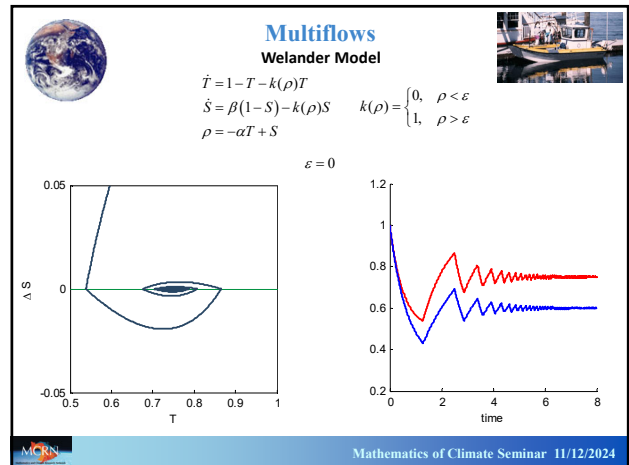 Multiflows
Welander Model
Ṫ = 1 − T − k(ρ)T
Ṡ = β(1 − S) − k(ρ)S
ρ = −αT + S
k(ρ) = {0, ρ < ε
1, ρ > ε
ε = 0
0.05
0
-0.05
Δ S
0.5 0.6 0.7 0.8 0.9 1
T
1.2
1
0.8
0.6
0.4
0.2
0 2 4 6 8
time
MCRN
Mathematics of Climate Seminar 11/12/2024